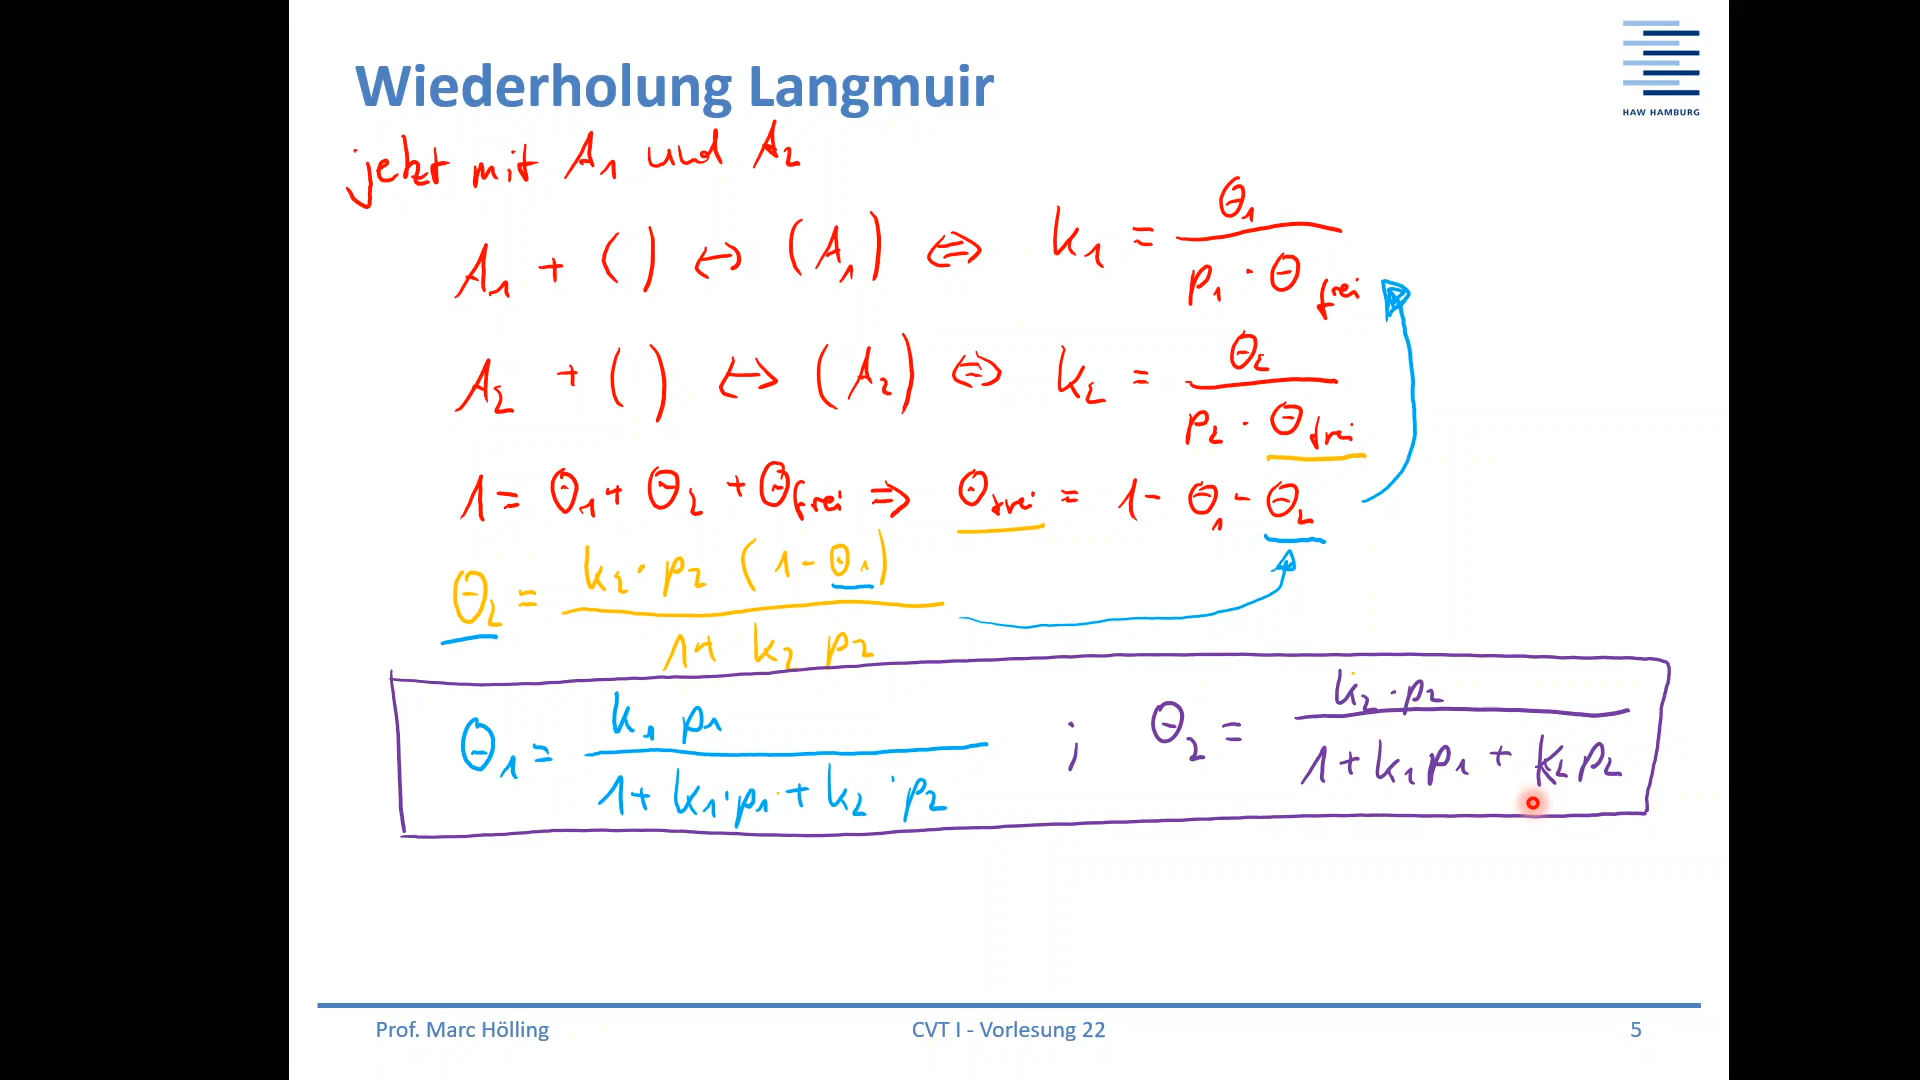 Wiederholung Langmuir
HAW HAMBURG
jetzt mit A₁ und A₂
A₁ + ( ) ↔ (A₁) ⇔ k₁ = Θ₁ / (p₁ · Θfrei)
A₂ + ( ) ↔ (A₂) ⇔ k₂ = Θ₂ / (p₂ · Θfrei)
1 = Θ₁ + Θ₂ + Θfrei ⇒ Θfrei = 1 - Θ₁ - Θ₂
Θ₂ = k₂ · p₂ (1 - Θ₁) / (1 + k₂ p₂)
Θ₁ = k₁ p₁ / (1 + k₁ · p₁ + k₂ · p₂) ; Θ₂ = k₂ · p₂ / (1 + k₁ p₁ + k₂ p₂)
Prof. Marc Hölling CVT I - Vorlesung 22 5